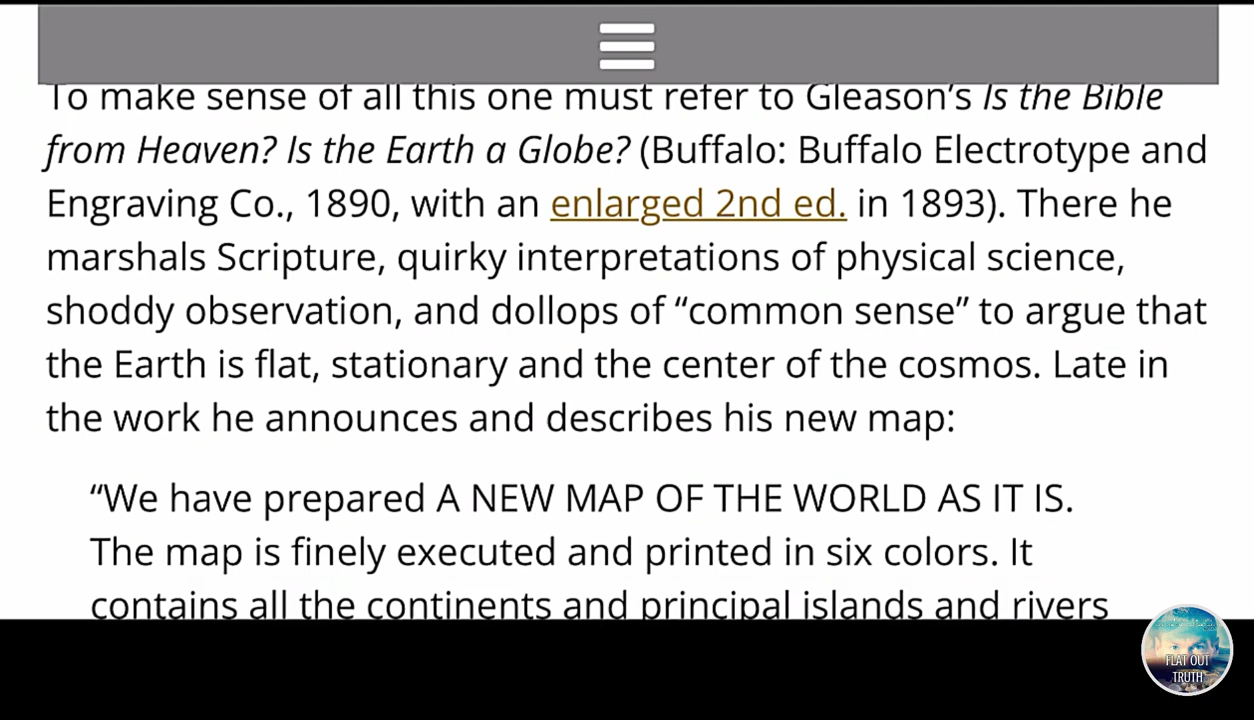 To make sense of all this one must refer to Gleason’s Is the Bible
from Heaven? Is the Earth a Globe? (Buffalo: Buffalo Electrotype and
Engraving Co., 1890, with an enlarged 2nd ed. in 1893). There he
marshals Scripture, quirky interpretations of physical science,
shoddy observation, and dollops of “common sense” to argue that
the Earth is flat, stationary and the center of the cosmos. Late in
the work he announces and describes his new map:
“We have prepared A NEW MAP OF THE WORLD AS IT IS.
The map is finely executed and printed in six colors. It
contains all the continents and principal islands and rivers
FLAT OUT
TRUTH